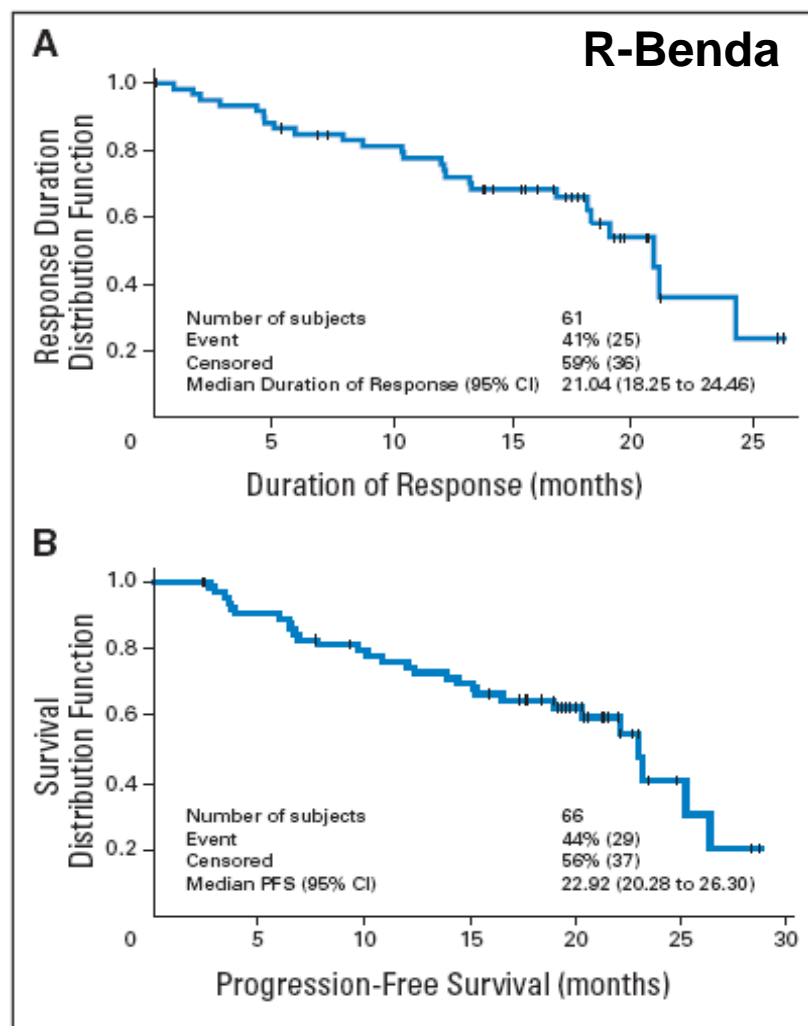 A
R-Benda
Response Duration
Distribution Function
1.0
0.8
0.6
0.4
0.2
0
Number of subjects 61
Event 41% (25)
Censored 59% (36)
Median Duration of Response (95% CI) 21.04 (18.25 to 24.46)
5 10 15 20 25
Duration of Response (months)
B
Survival
Distribution Function
1.0
0.8
0.6
0.4
0.2
0
Number of subjects 66
Event 44% (29)
Censored 56% (37)
Median PFS (95% CI) 22.92 (20.28 to 26.30)
5 10 15 20 25 30
Progression-Free Survival (months)